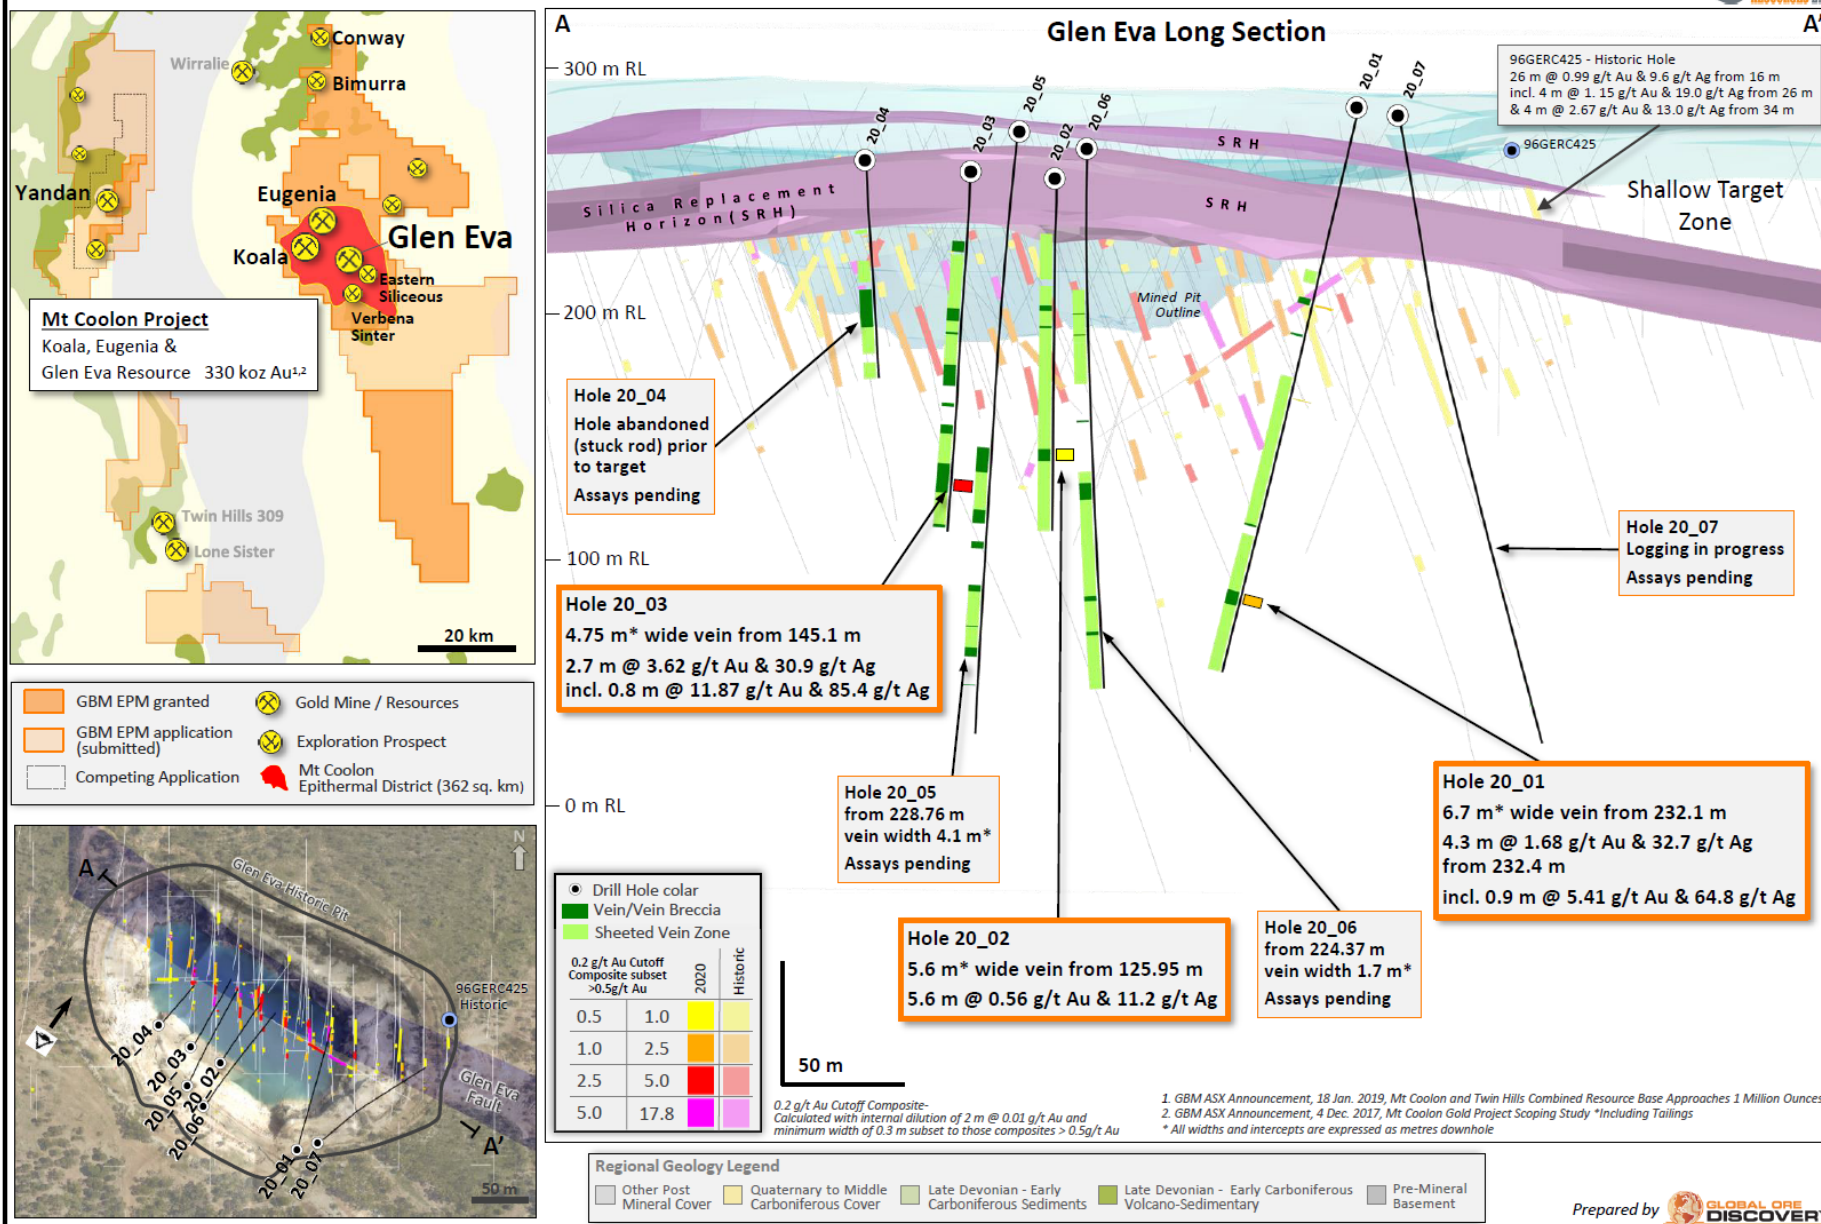 Conway
Wirralie
Bimurra
Yandan
Eugenia
Glen Eva
Koala
Eastern
Siliceous
Verbena
Sinter
Mt Coolon Project
Koala, Eugenia &
Glen Eva Resource 330 koz Au¹,²
Twin Hills 309
Lone Sister
20 km
GBM EPM granted
Gold Mine / Resources
GBM EPM application
(submitted)
Exploration Prospect
Competing Application
Mt Coolon
Epithermal District (362 sq. km)
N
A
Glen Eva Historic Pit
96GERC425
Historic
20_04
20_03
20_05
20_02
20_06
20_01
20_07
Glen Eva
Fault
A'
50 m
A
Glen Eva Long Section
A'
300 m RL
200 m RL
100 m RL
0 m RL
20_04
20_03
20_05
20_02
20_06
20_01
20_07
96GERC425 - Historic Hole
26 m @ 0.99 g/t Au & 9.6 g/t Ag from 16 m
incl. 4 m @ 1.15 g/t Au & 19.0 g/t Ag from 26 m
& 4 m @ 2.67 g/t Au & 13.0 g/t Ag from 34 m
96GERC425
SRH
Silica Replacement
Horizon(SRH)
SRH
Shallow Target
Zone
Mined Pit
Outline
Hole 20_04
Hole abandoned
(stuck rod) prior
to target
Assays pending
Hole 20_03
4.75 m* wide vein from 145.1 m
2.7 m @ 3.62 g/t Au & 30.9 g/t Ag
incl. 0.8 m @ 11.87 g/t Au & 85.4 g/t Ag
Hole 20_07
Logging in progress
Assays pending
Hole 20_05
from 228.76 m
vein width 4.1 m*
Assays pending
Hole 20_01
6.7 m* wide vein from 232.1 m
4.3 m @ 1.68 g/t Au & 32.7 g/t Ag
from 232.4 m
incl. 0.9 m @ 5.41 g/t Au & 64.8 g/t Ag
Hole 20_02
5.6 m* wide vein from 125.95 m
5.6 m @ 0.56 g/t Au & 11.2 g/t Ag
Hole 20_06
from 224.37 m
vein width 1.7 m*
Assays pending
Drill Hole colar
Vein/Vein Breccia
Sheeted Vein Zone
0.2 g/t Au Cutoff
Composite subset
>0.5g/t Au
2020
Historic
0.5 1.0
1.0 2.5
2.5 5.0
5.0 17.8
50 m
0.2 g/t Au Cutoff Composite-
Calculated with internal dilution of 2 m @ 0.01 g/t Au and
minimum width of 0.3 m subset to those composites > 0.5g/t Au
1. GBM ASX Announcement, 18 Jan. 2019, Mt Coolon and Twin Hills Combined Resource Base Approaches 1 Million Ounces
2. GBM ASX Announcement, 4 Dec. 2017, Mt Coolon Gold Project Scoping Study *Including Tailings
* All widths and intercepts are expressed as metres downhole
Regional Geology Legend
Other Post
Mineral Cover
Quaternary to Middle
Carboniferous Cover
Late Devonian - Early
Carboniferous Sediments
Late Devonian - Early Carboniferous
Volcano-Sedimentary
Pre-Mineral
Basement
Prepared by
GLOBAL ORE
DISCOVERY